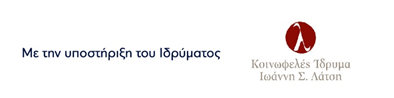 Με την υποστήριξη του Ιδρύματος
λ
Κοινωφελές Ίδρυμα
Ιωάννη Σ. Λάτση